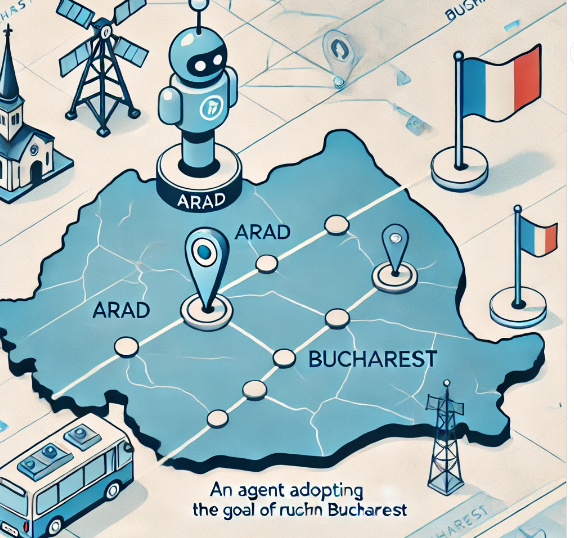 ARAD
ARAD
ARAD
BUCHAREST
An agent adopting
the goal of ruchn Bucharest